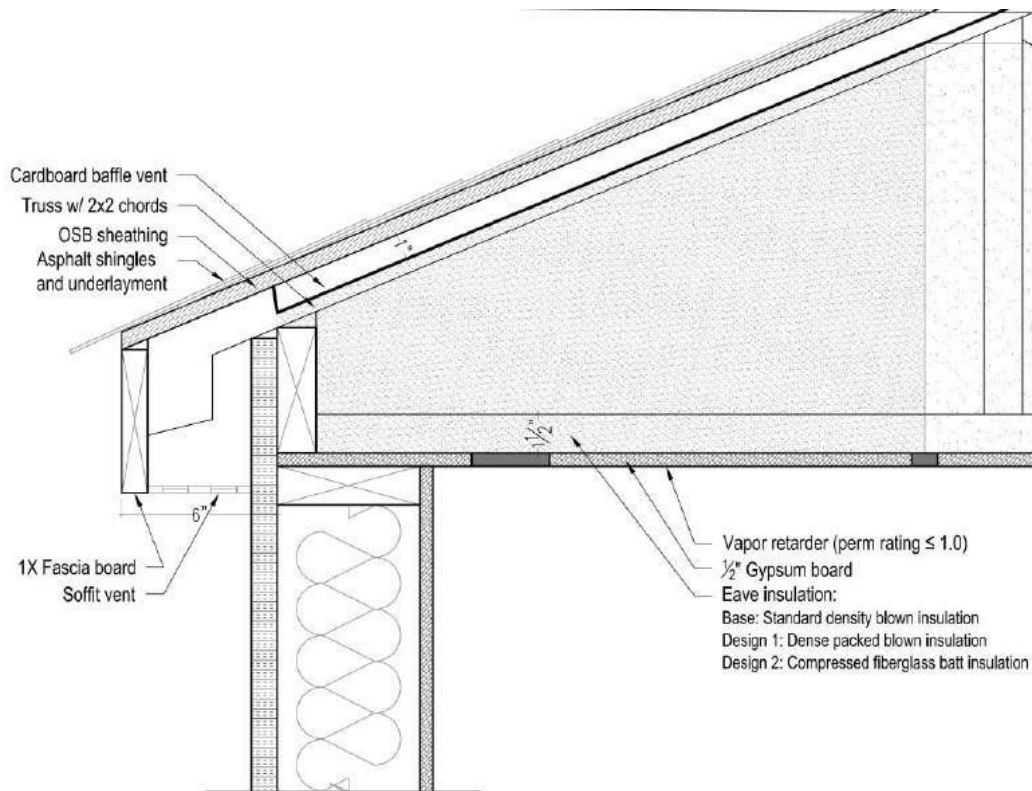 Cardboard baffle vent
Truss w/ 2x2 chords
OSB sheathing
Asphalt shingles
and underlayment
1"
1½"
6"
1X Fascia board
Soffit vent
Vapor retarder (perm rating ≤ 1.0)
½" Gypsum board
Eave insulation:
Base: Standard density blown insulation
Design 1: Dense packed blown insulation
Design 2: Compressed fiberglass batt insulation